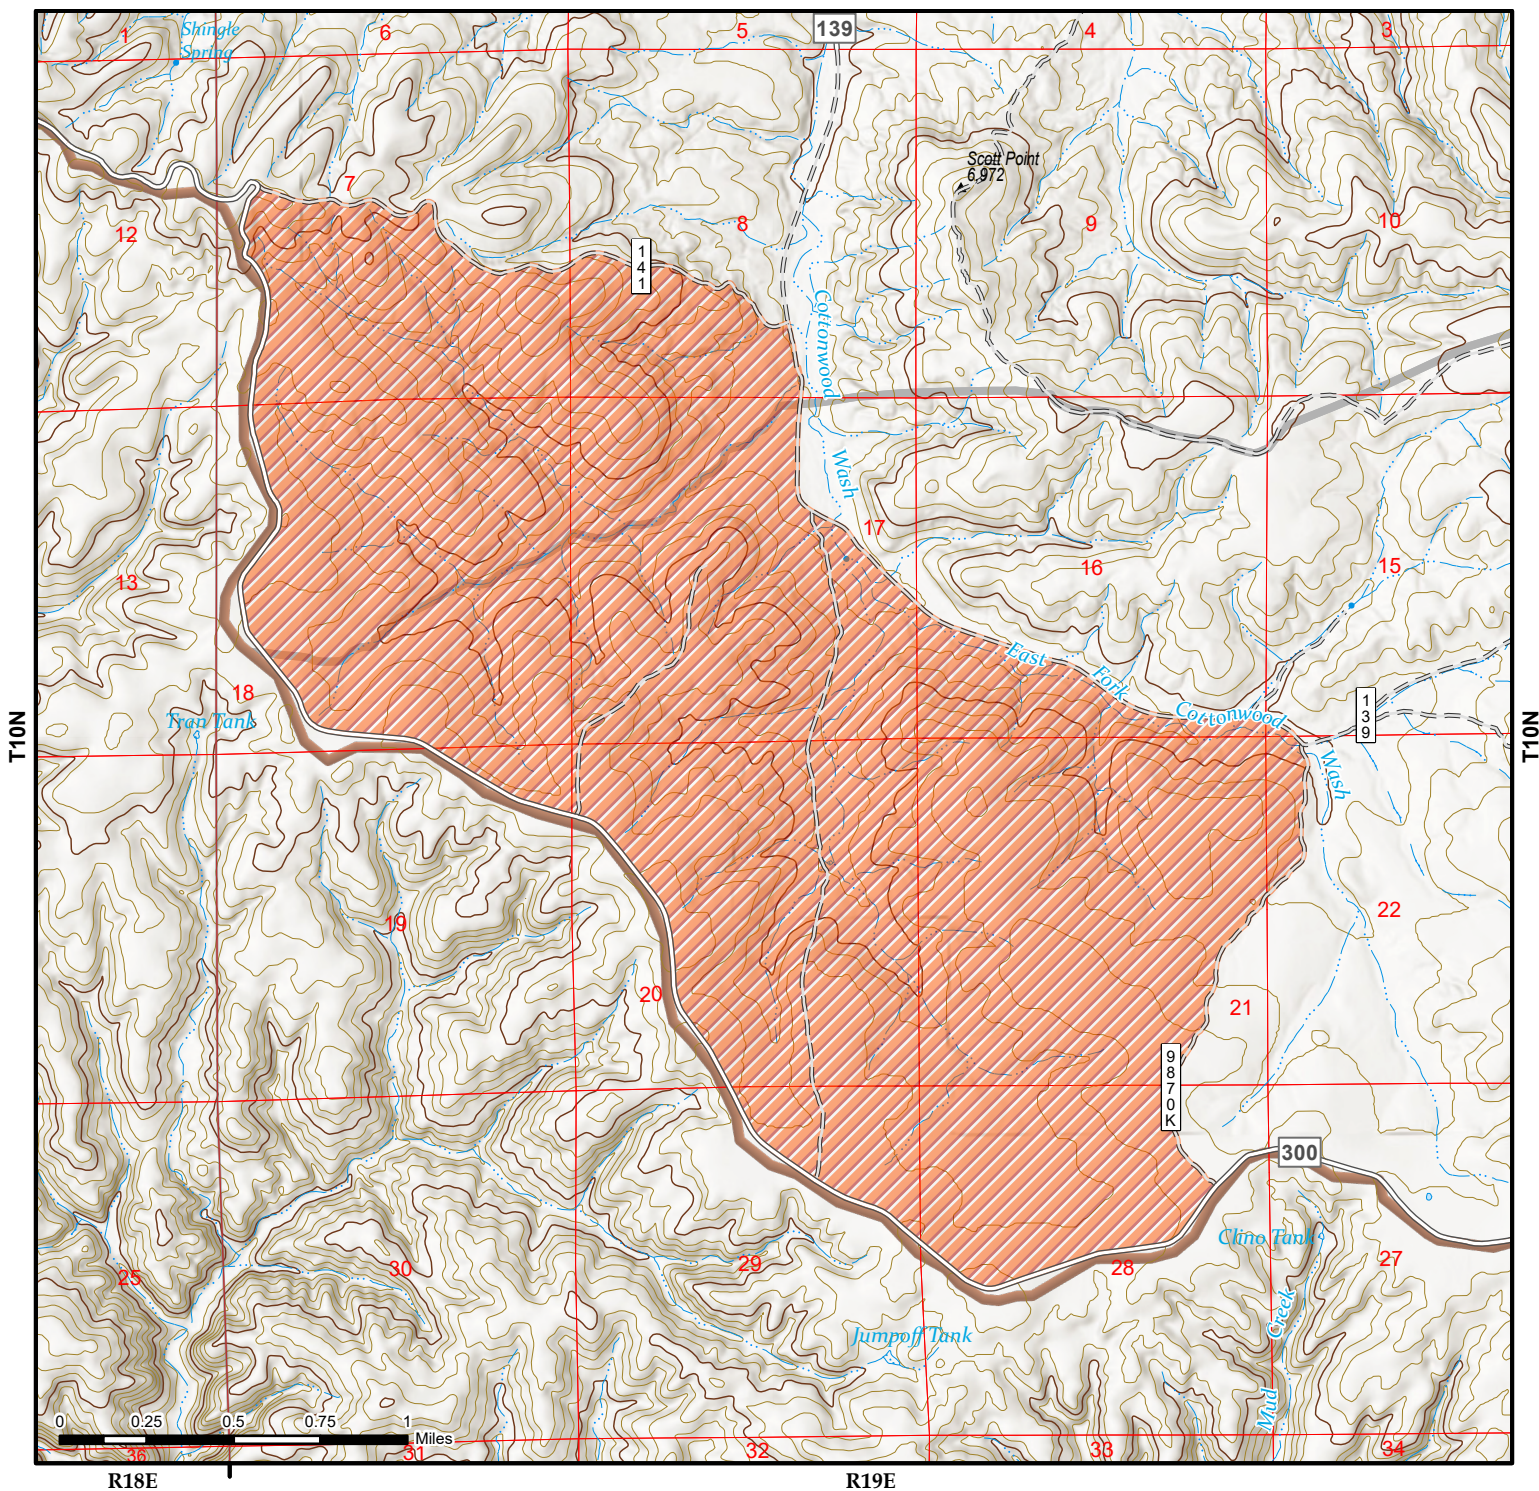 1
Shingle
Spring
6
5
139
4
3
Scott Point
6,972
7
12
8
9
10
1
4
1
Cottonwood
Wash
17
13
16
15
East
Fork
Cottonwood
Wash
18
Tran Tank
1
3
9
T10N
T10N
19
20
22
21
9
8
7
0
K
300
Clino Tank
25
30
29
28
27
Jumpoff Tank
Mud
Creek
0
0.25
0.5
0.75
1
Miles
36
31
32
33
34
R18E
R19E